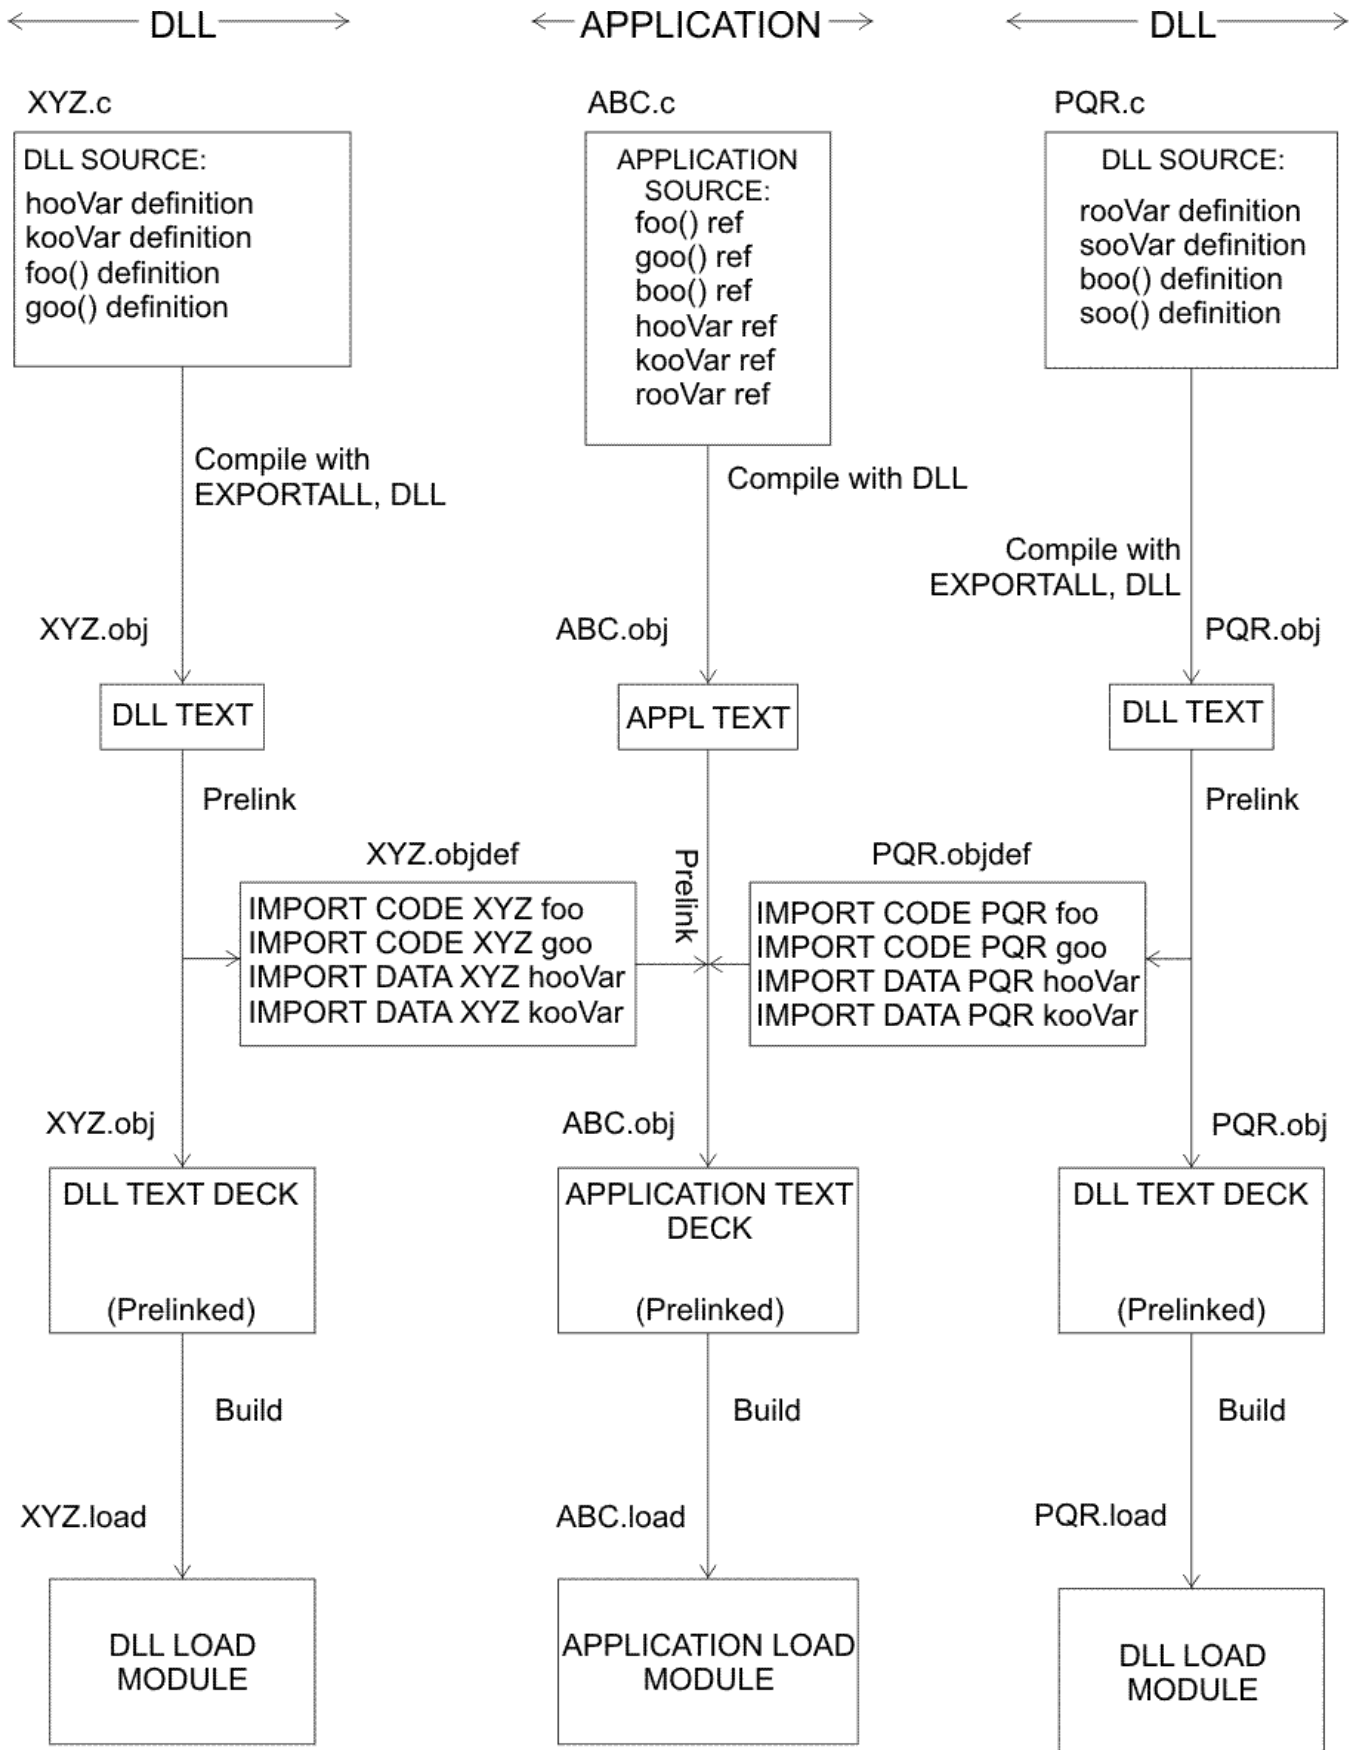 DLL
APPLICATION
DLL
XYZ.c
ABC.c
PQR.c
DLL SOURCE:
hooVar definition
kooVar definition
foo() definition
goo() definition
APPLICATION
SOURCE:
foo() ref
goo() ref
boo() ref
hooVar ref
kooVar ref
rooVar ref
DLL SOURCE:
rooVar definition
sooVar definition
boo() definition
soo() definition
Compile with
EXPORTALL, DLL
Compile with DLL
Compile with
EXPORTALL, DLL
XYZ.obj
ABC.obj
PQR.obj
DLL TEXT
APPL TEXT
DLL TEXT
Prelink
Prelink
Prelink
XYZ.objdef
PQR.objdef
IMPORT CODE XYZ foo
IMPORT CODE XYZ goo
IMPORT DATA XYZ hooVar
IMPORT DATA XYZ kooVar
IMPORT CODE PQR foo
IMPORT CODE PQR goo
IMPORT DATA PQR hooVar
IMPORT DATA PQR kooVar
XYZ.obj
ABC.obj
PQR.obj
DLL TEXT DECK
(Prelinked)
APPLICATION TEXT
DECK
(Prelinked)
DLL TEXT DECK
(Prelinked)
Build
Build
Build
XYZ.load
ABC.load
PQR.load
DLL LOAD
MODULE
APPLICATION LOAD
MODULE
DLL LOAD
MODULE